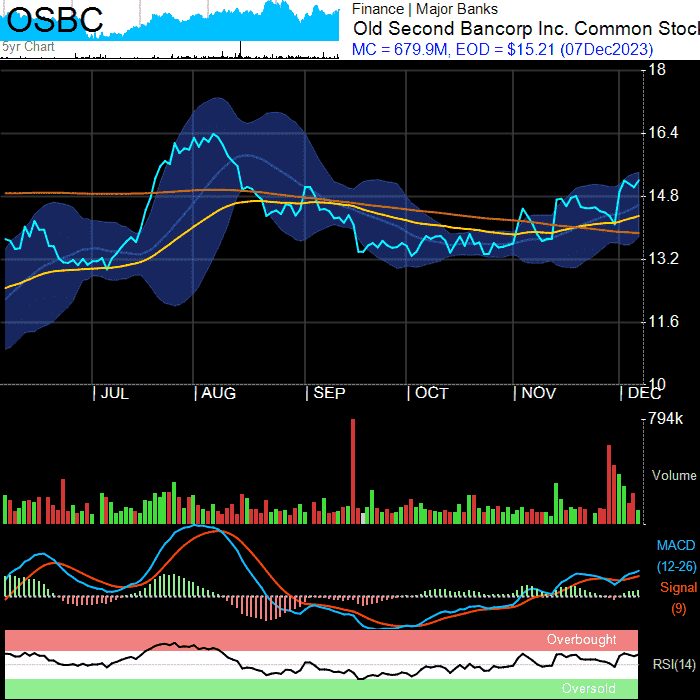 OSBC
5yr Chart
Finance | Major Banks
Old Second Bancorp Inc. Common Stoc
MC = 679.9M, EOD = $15.21 (07Dec2023)
18
16.4
14.8
13.2
11.6
10
| JUL | AUG | SEP | OCT | NOV | DEC
794k
Volume
MACD
(12-26)
Signal
(9)
Overbought
RSI(14)
Oversold